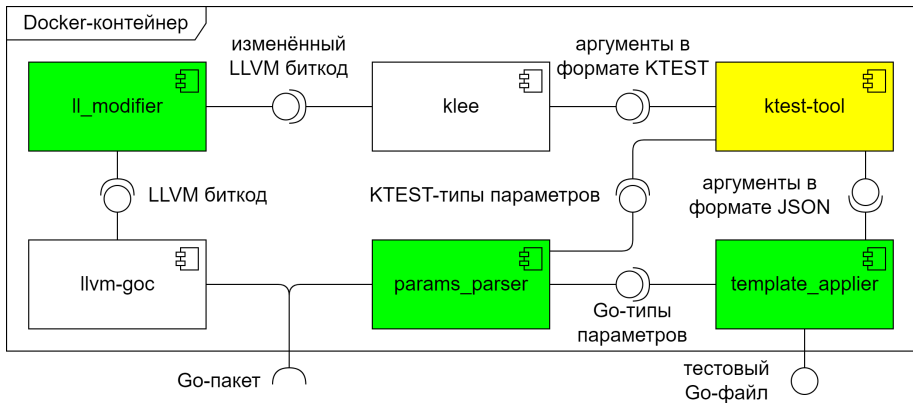 Docker-контейнер
изменённый
LLVM биткод
аргументы в
формате KTEST
ll_modifier
klee
ktest-tool
LLVM биткод
KTEST-типы параметров
аргументы в
формате JSON
llvm-goc
params_parser
template_applier
Go-типы
параметров
Go-пакет
тестовый
Go-файл